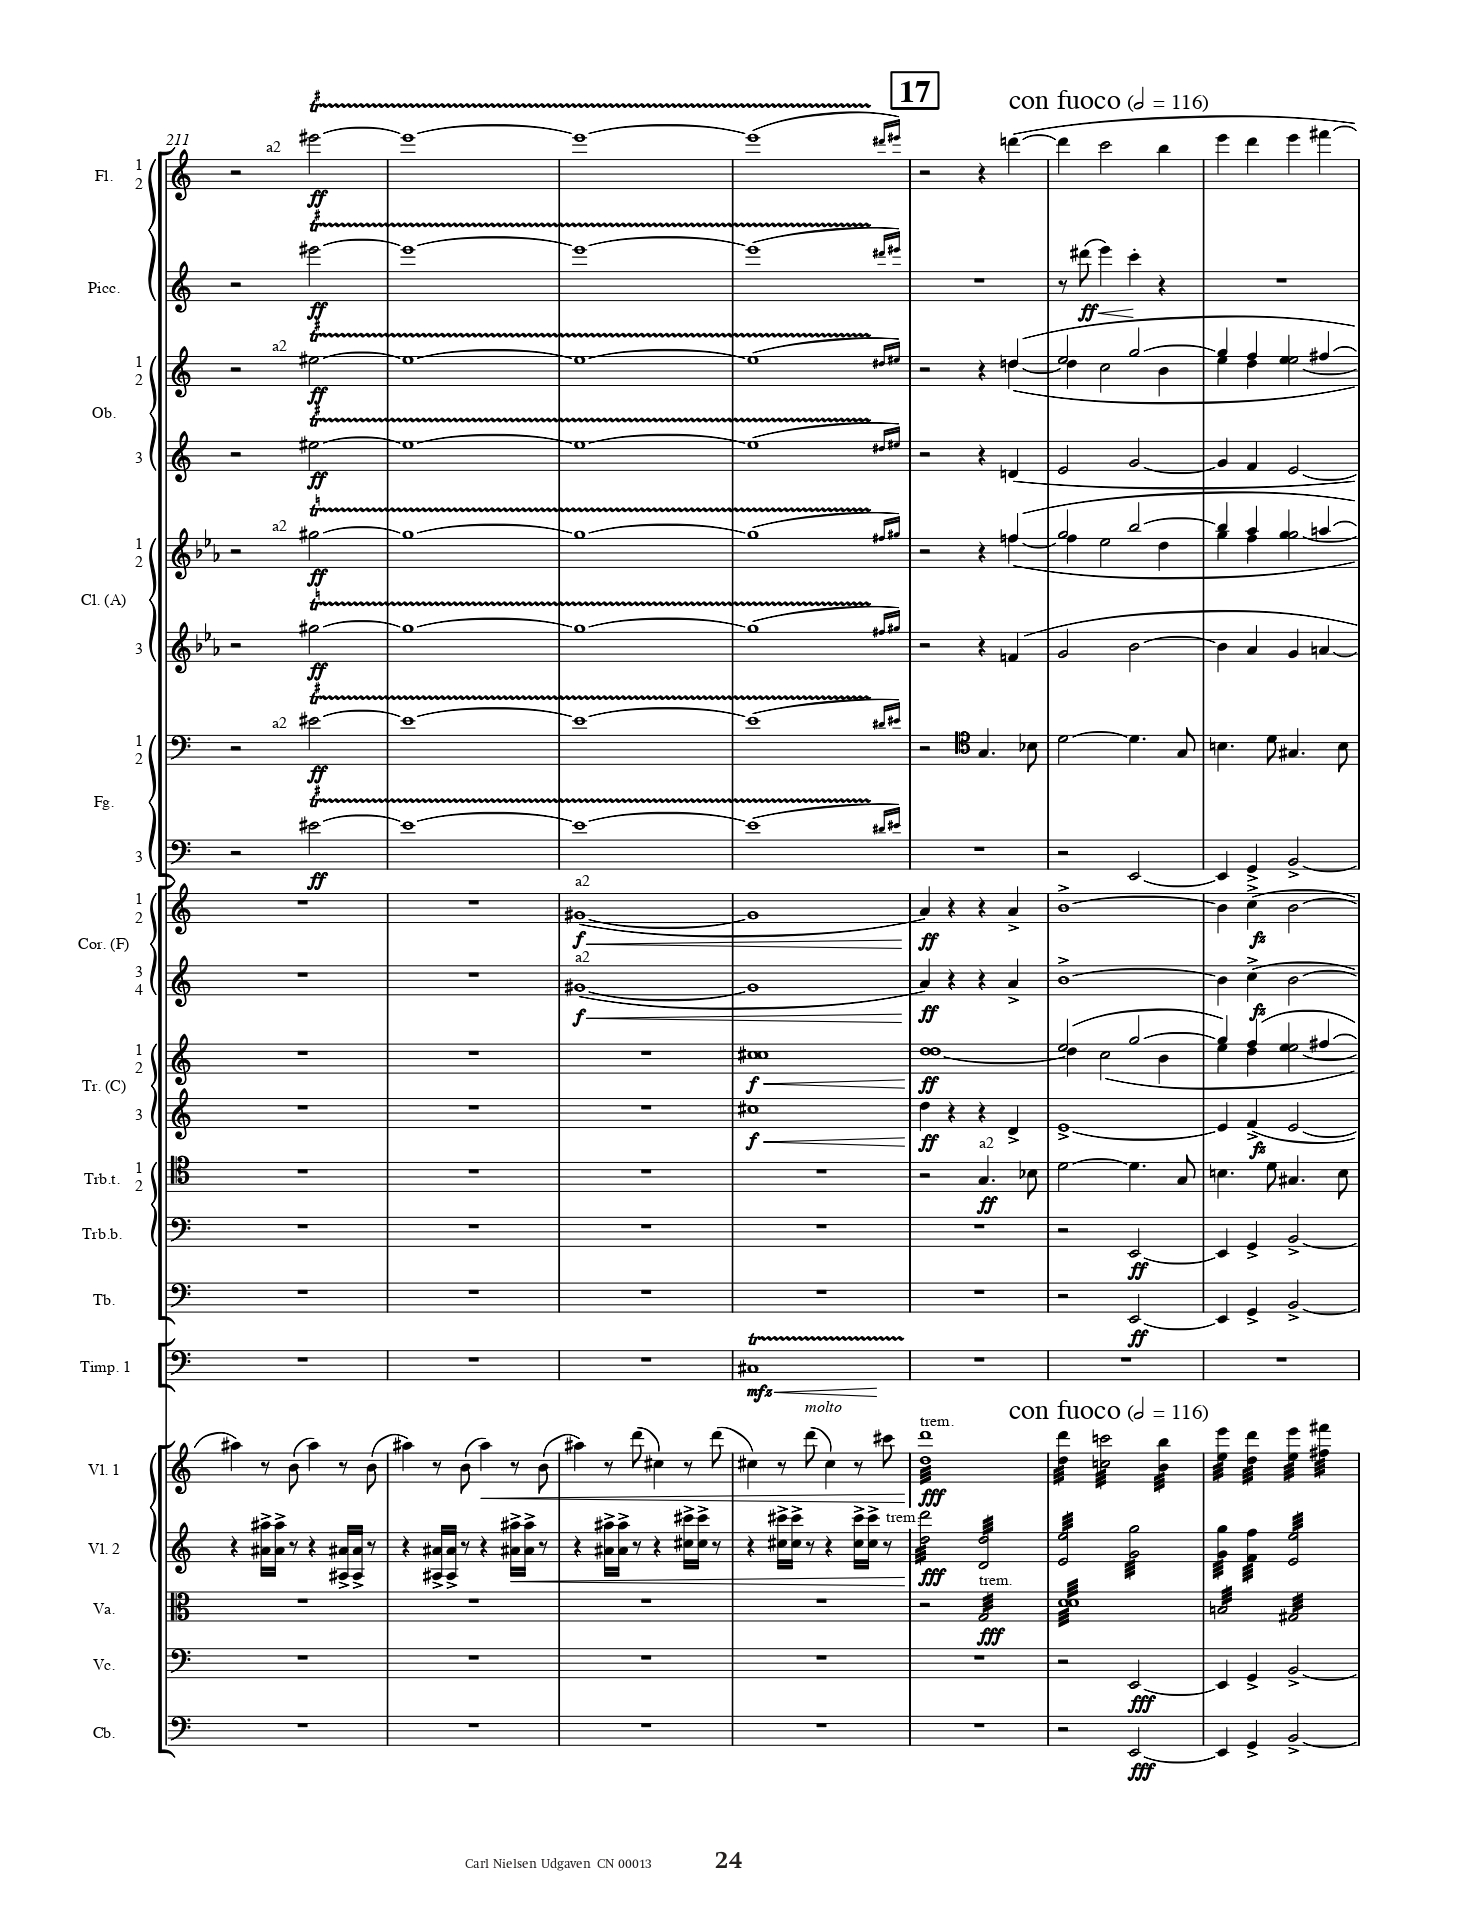 17
con fuoco (𝅗𝅥 = 116)
211
a2
Fl. 1 2
ff
Picc.
ff
ff
a2
Ob. 1 2
ff
3
ff
a2
Cl. (A) 1 2
ff
3
ff
a2
Fg. 1 2
ff
3
ff
a2
Cor. (F) 1 2
f ff fz
a2
3 4
f ff fz
Tr. (C) 1 2
f ff
3
f ff fz
a2
Trb.t. 1 2
ff
Trb.b.
ff
Tb.
ff
tr
Timp. 1
mfz
molto
con fuoco (𝅗𝅥 = 116)
trem.
Vl. 1
fff
trem.
Vl. 2
fff
trem.
Va.
fff
Vc.
fff
Cb.
fff
Carl Nielsen Udgaven CN 00013
24